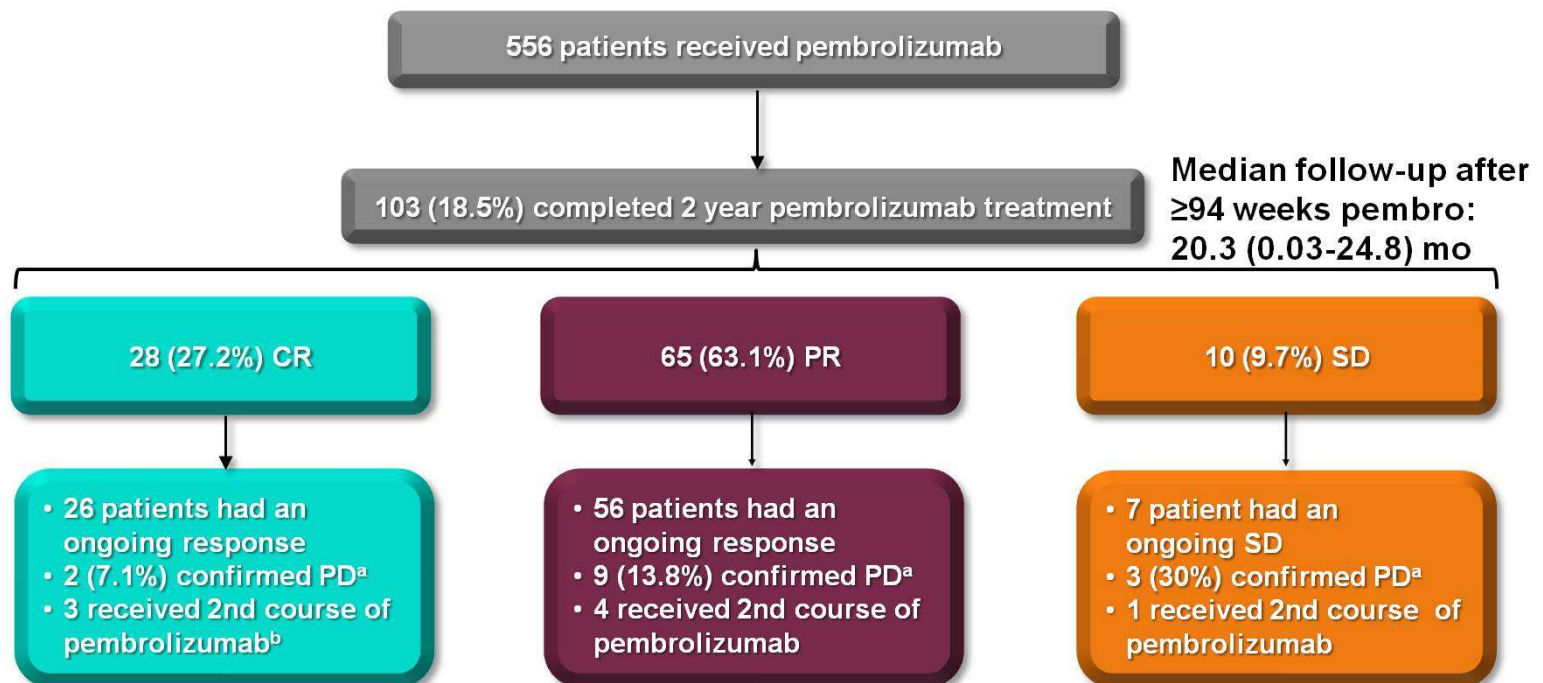 556 patients received pembrolizumab
103 (18.5%) completed 2 year pembrolizumab treatment
Median follow-up after
≥94 weeks pembro:
20.3 (0.03-24.8) mo
28 (27.2%) CR
65 (63.1%) PR
10 (9.7%) SD
• 26 patients had an
ongoing response
• 2 (7.1%) confirmed PDᵃ
• 3 received 2nd course of
pembrolizumabᵇ
• 56 patients had an
ongoing response
• 9 (13.8%) confirmed PDᵃ
• 4 received 2nd course of
pembrolizumab
• 7 patient had an
ongoing SD
• 3 (30%) confirmed PDᵃ
• 1 received 2nd course of
pembrolizumab